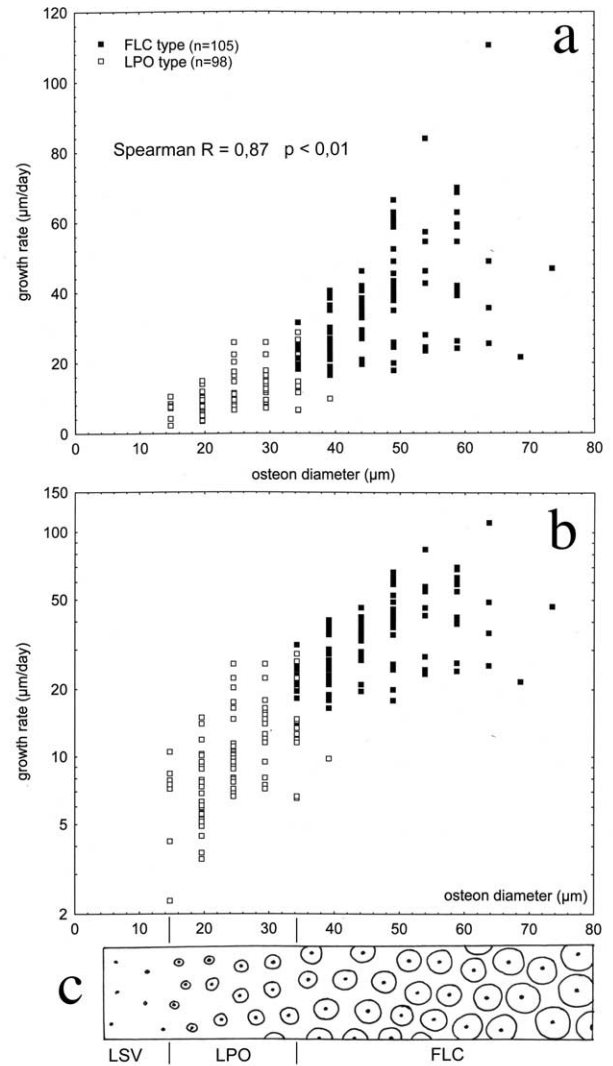 120
a
FLC type (n=105)
LPO type (n=98)
100
80
Spearman R = 0,87 p < 0,01
growth rate (µm/day)
60
40
20
0
0 10 20 30 40 50 60 70 80
osteon diameter (µm)
150
b
100
50
growth rate (µm/day)
20
10
5
2
osteon diameter (µm)
0 10 20 30 40 50 60 70 80
c
LSV LPO FLC